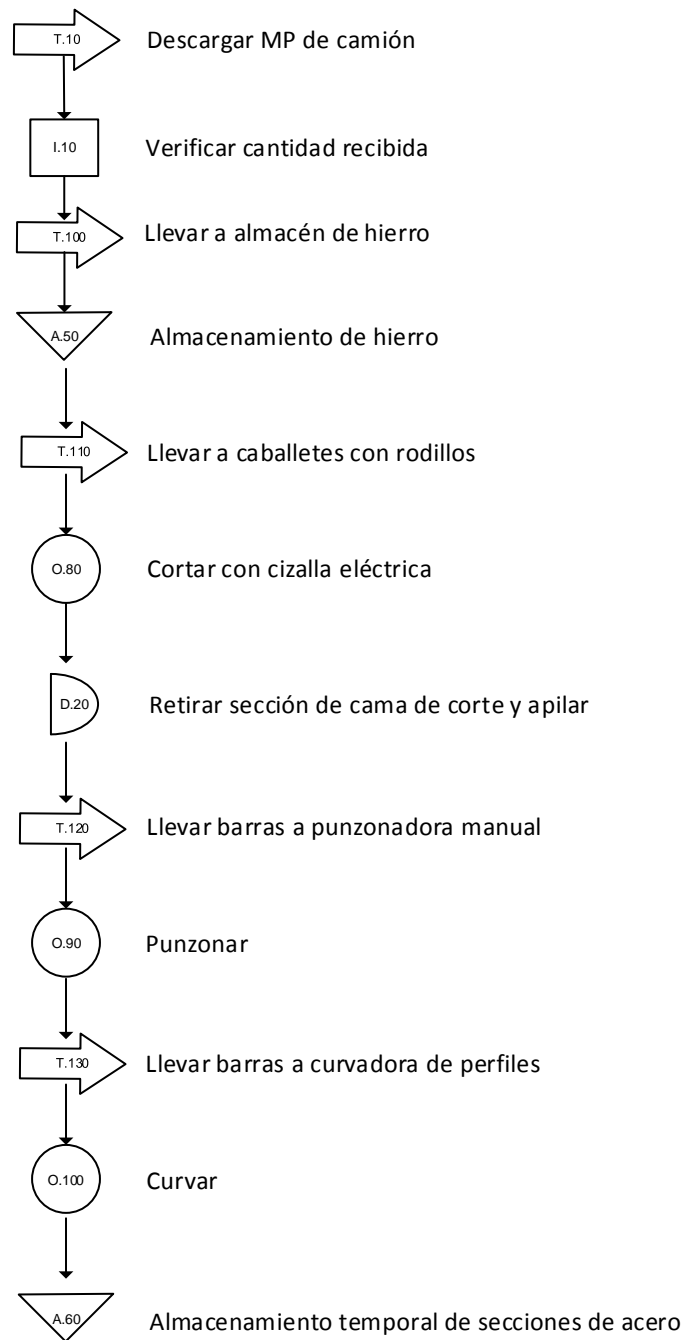 T.10 Descargar MP de camión
I.10 Verificar cantidad recibida
T.100 Llevar a almacén de hierro
A.50 Almacenamiento de hierro
T.110 Llevar a caballetes con rodillos
O.80 Cortar con cizalla eléctrica
D.20 Retirar sección de cama de corte y apilar
T.120 Llevar barras a punzonadora manual
O.90 Punzonar
T.130 Llevar barras a curvadora de perfiles
O.100 Curvar
A.60 Almacenamiento temporal de secciones de acero